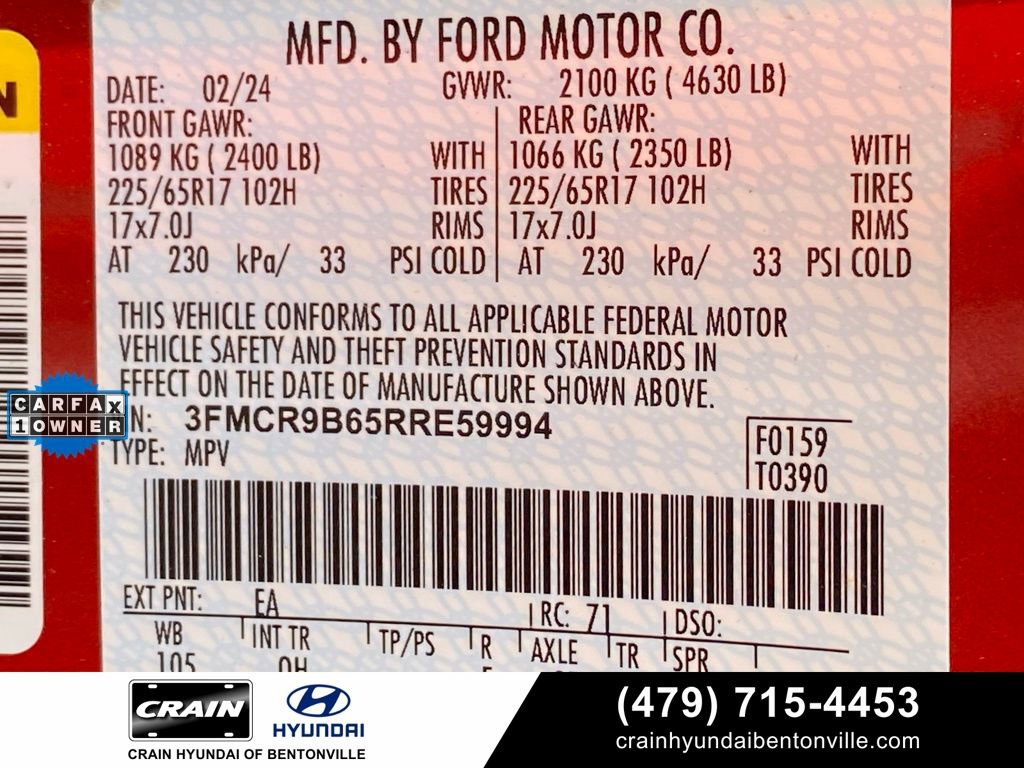 MFD. BY FORD MOTOR CO.
DATE: 02/24 GVWR: 2100 KG ( 4630 LB)
FRONT GAWR: REAR GAWR:
1089 KG ( 2400 LB) WITH 1066 KG ( 2350 LB) WITH
225/65R17 102H TIRES 225/65R17 102H TIRES
17x7.0J RIMS 17x7.0J RIMS
AT 230 kPa/ 33 PSI COLD AT 230 kPa/ 33 PSI COLD
THIS VEHICLE CONFORMS TO ALL APPLICABLE FEDERAL MOTOR
VEHICLE SAFETY AND THEFT PREVENTION STANDARDS IN
EFFECT ON THE DATE OF MANUFACTURE SHOWN ABOVE.
CARFAX
1 OWNER
N: 3FMCR9B65RRE59994
TYPE: MPV
F0159
T0390
EXT PNT: EA RC: 71 DSO:
WB INT TR TP/PS R AXLE TR SPR
105 OH
N
CRAIN
HYUNDAI
CRAIN HYUNDAI OF BENTONVILLE
(479) 715-4453
crainhyundaibentonville.com